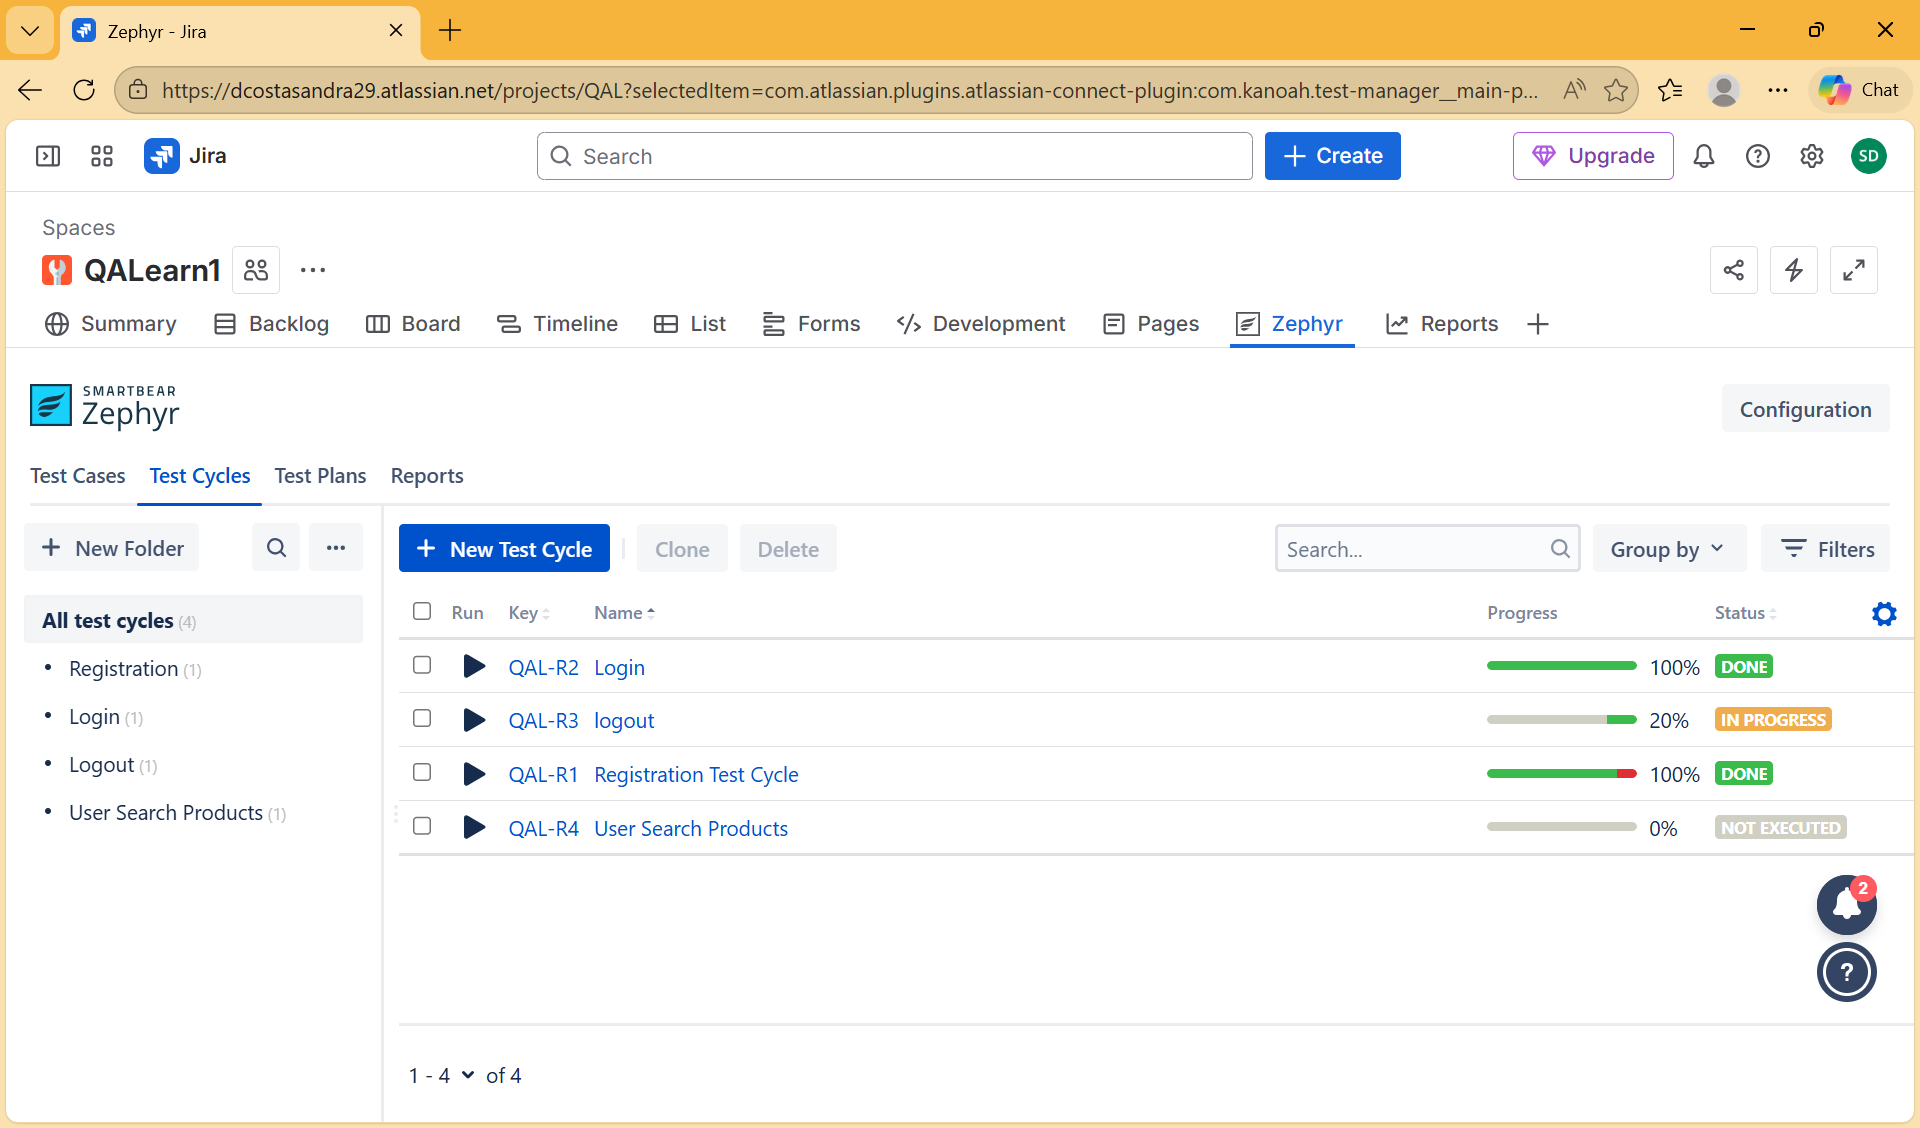 Zephyr - Jira
https://dcostasandra29.atlassian.net/projects/QAL?selectedItem=com.atlassian.plugins.atlassian-connect-plugin:com.kanoah.test-manager__main-p...
Chat
Jira
Search
Create
Upgrade
SD
Spaces
QALearn1
Summary
Backlog
Board
Timeline
List
Forms
Development
Pages
Zephyr
Reports
SMARTBEAR
Zephyr
Configuration
Test Cases
Test Cycles
Test Plans
Reports
New Folder
New Test Cycle
Clone
Delete
Search...
Group by
Filters
All test cycles (4)
Registration (1)
Login (1)
Logout (1)
User Search Products (1)
Run Key Name Progress Status
QAL-R2 Login 100% DONE
QAL-R3 logout 20% IN PROGRESS
QAL-R1 Registration Test Cycle 100% DONE
QAL-R4 User Search Products 0% NOT EXECUTED
2
?
1 - 4 of 4